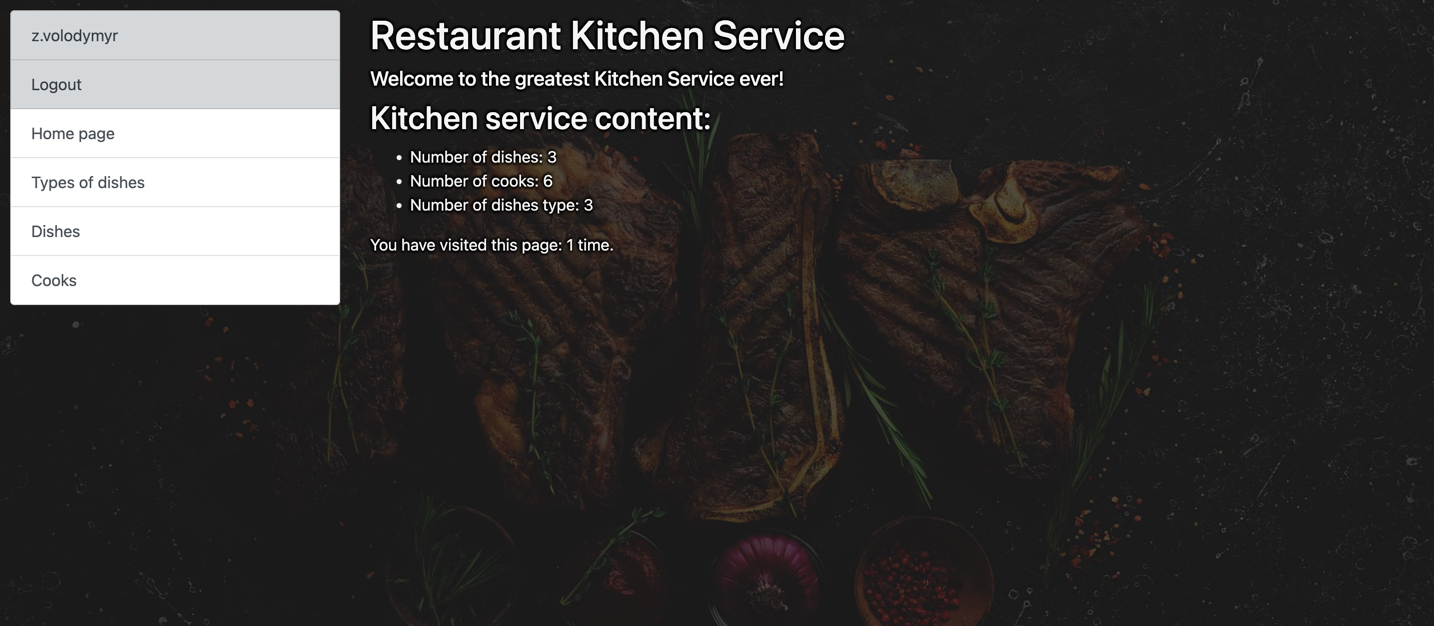 z.volodymyr
Logout
Home page
Types of dishes
Dishes
Cooks
Restaurant Kitchen Service
Welcome to the greatest Kitchen Service ever!
Kitchen service content:
• Number of dishes: 3
• Number of cooks: 6
• Number of dishes type: 3
You have visited this page: 1 time.